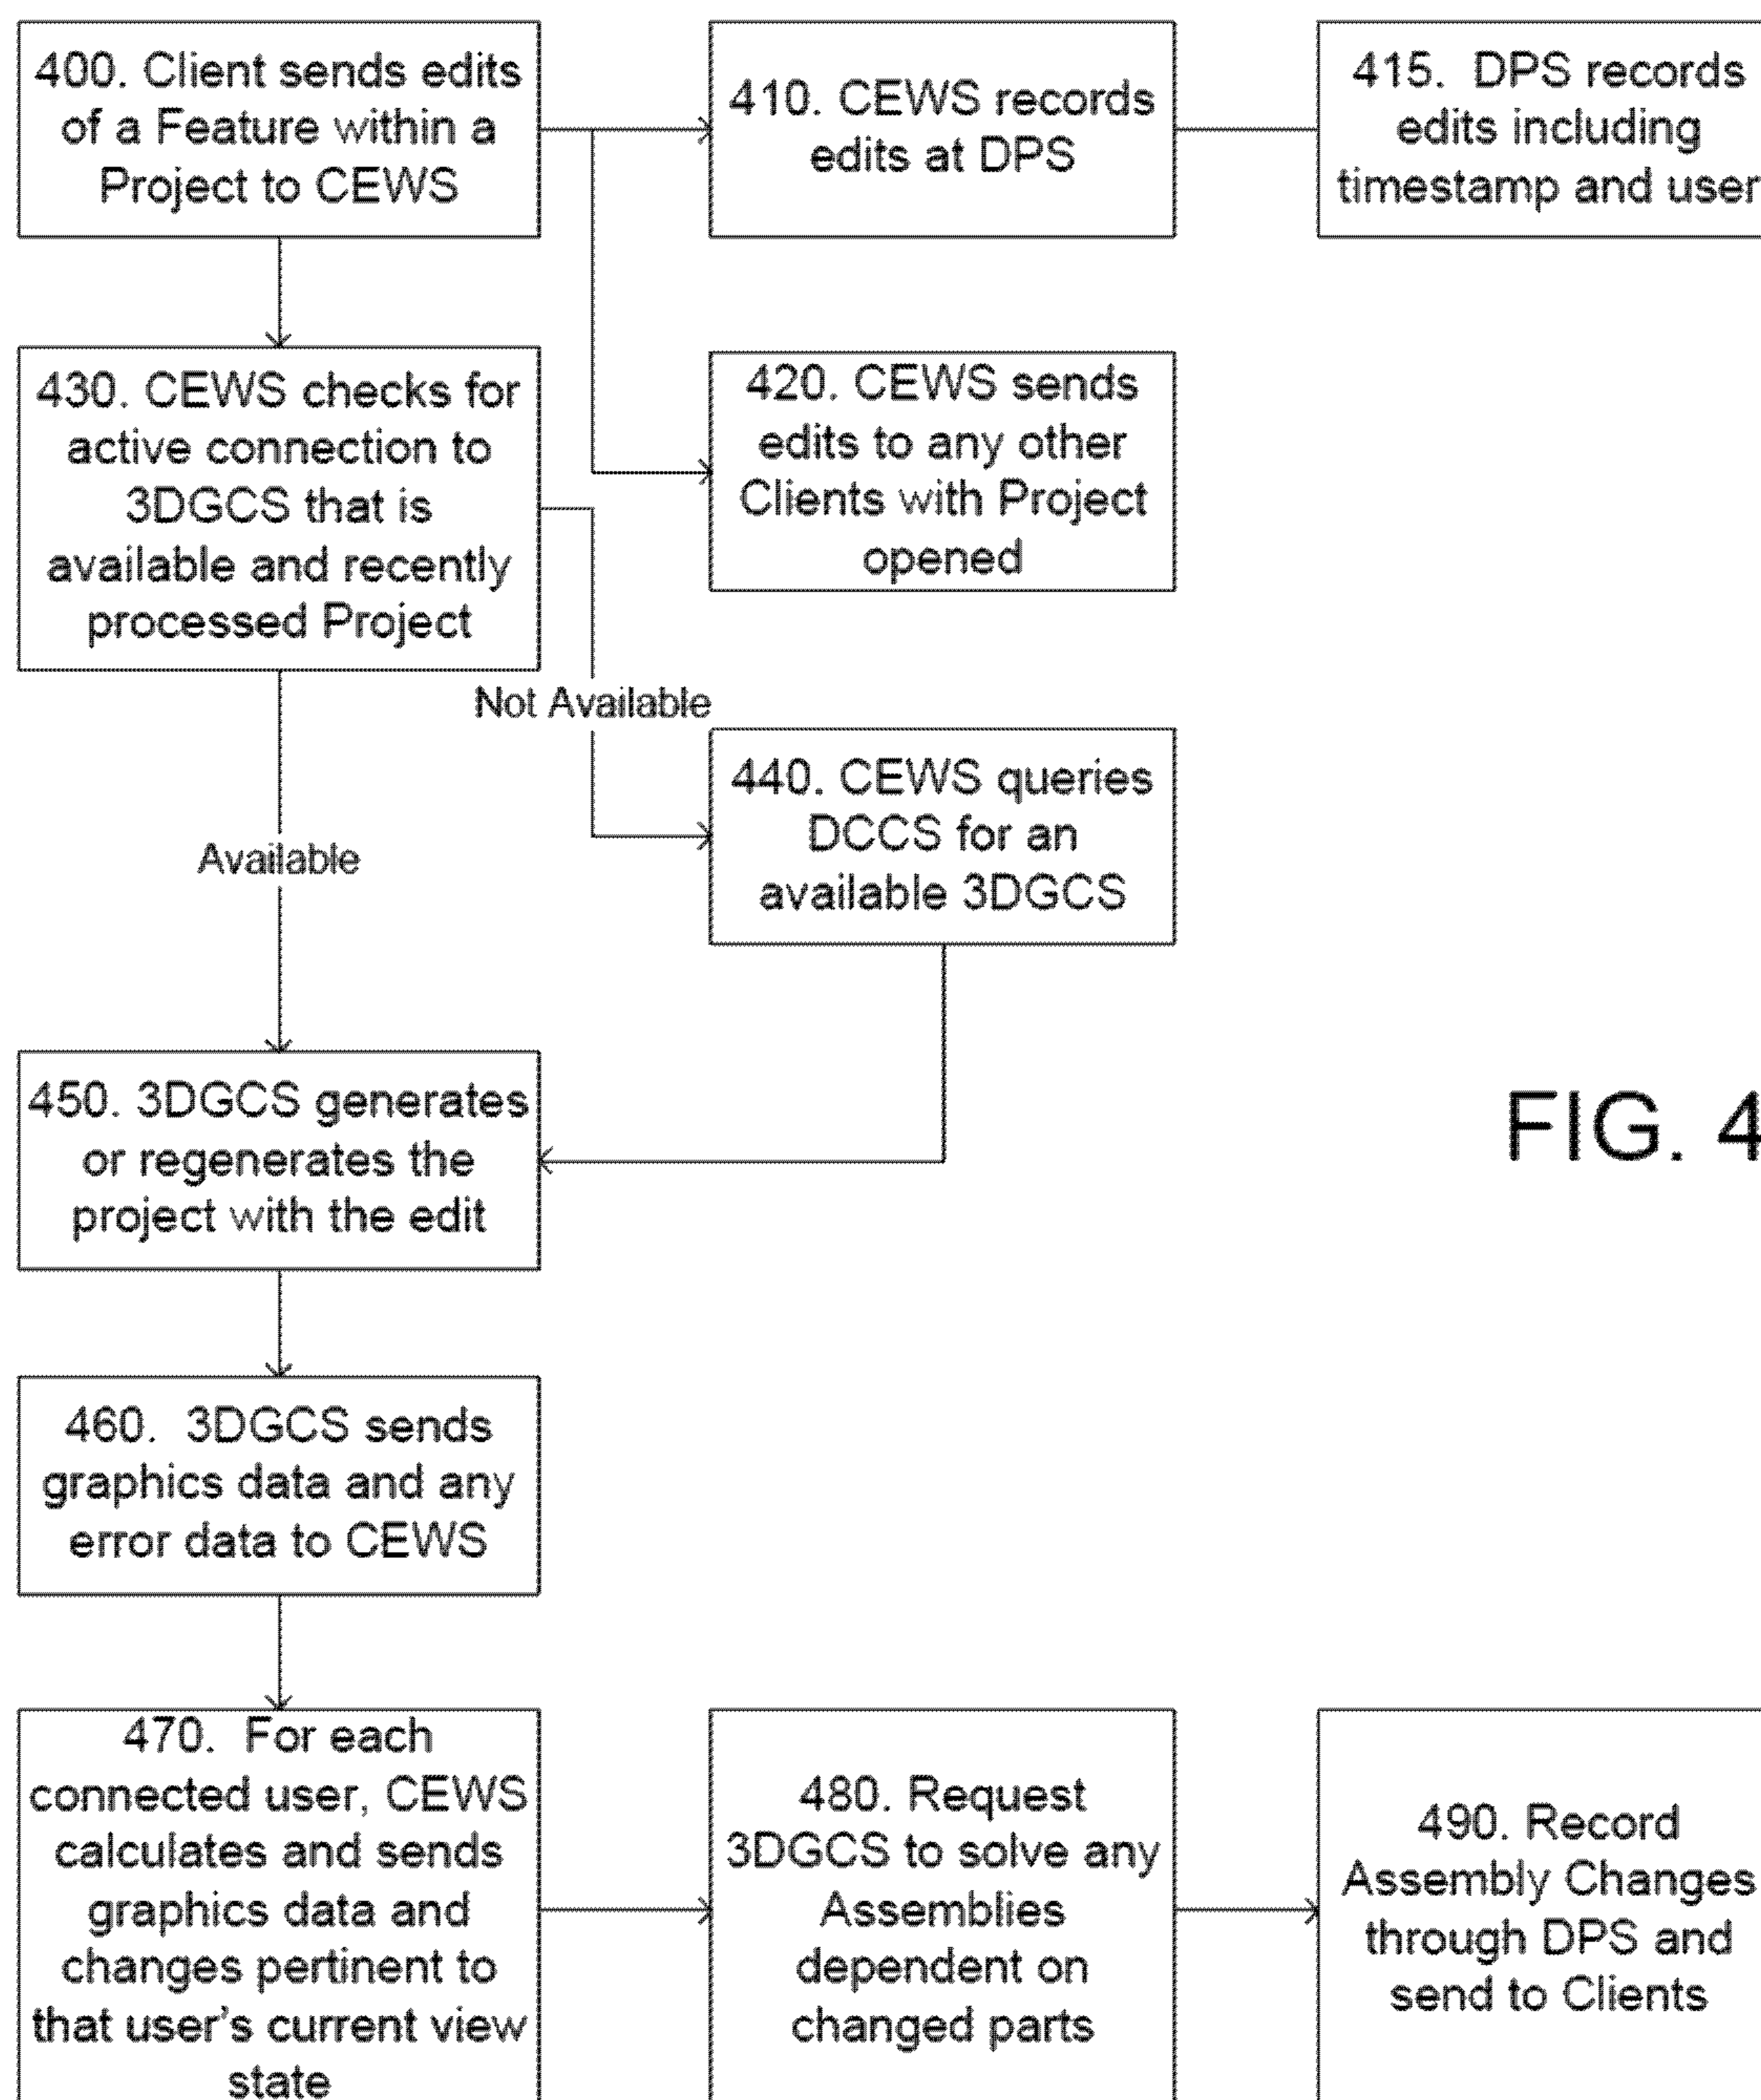 400. Client sends edits
of a Feature within a
Project to CEWS
410. CEWS records
edits at DPS
415. DPS records
edits including
timestamp and user
430. CEWS checks for
active connection to
3DGCS that is
available and recently
processed Project
420. CEWS sends
edits to any other
Clients with Project
opened
Not Available
440. CEWS queries
DCCS for an
available 3DGCS
Available
450. 3DGCS generates
or regenerates the
project with the edit
FIG. 4
460. 3DGCS sends
graphics data and any
error data to CEWS
470. For each
connected user, CEWS
calculates and sends
graphics data and
changes pertinent to
that user's current view
state
480. Request
3DGCS to solve any
Assemblies
dependent on
changed parts
490. Record
Assembly Changes
through DPS and
send to Clients